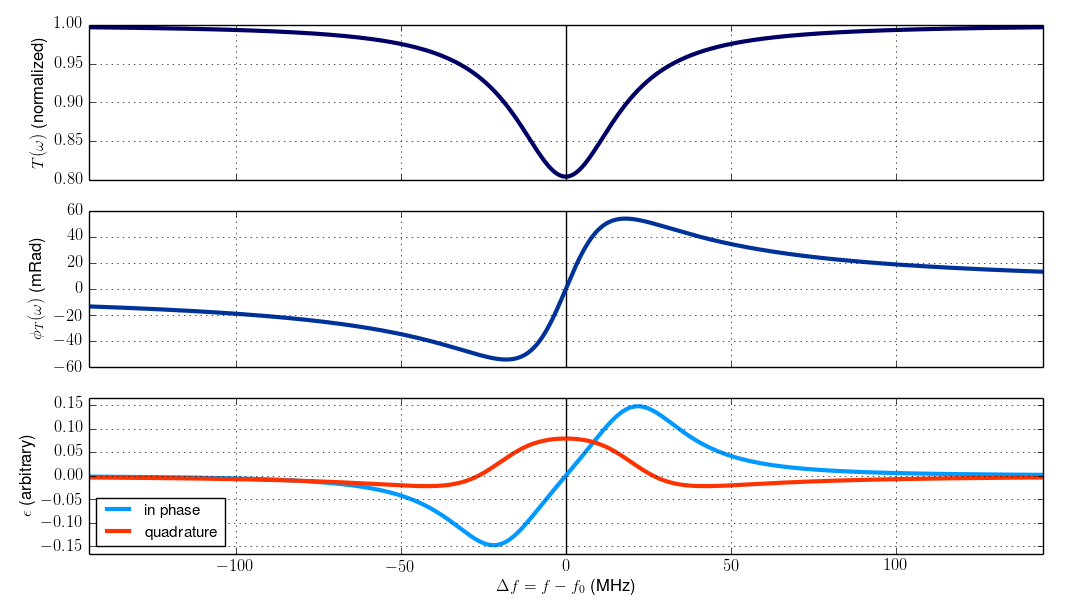 1.00
0.95
0.90
0.85
0.80
T(ω) (normalized)
60
40
20
0
−20
−40
−60
ϕ_T(ω) (mRad)
0.15
0.10
0.05
0.00
−0.05
−0.10
−0.15
ϵ (arbitrary)
in phase
quadrature
−100 −50 0 50 100
Δf = f − f₀ (MHz)